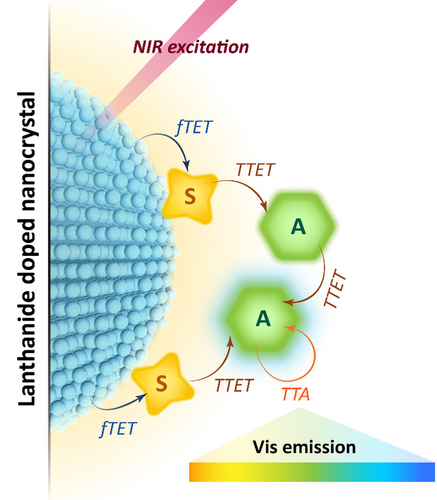 NIR excitation
Lanthanide doped nanocrystal
fTET
TTET
S
A
TTET
A
S
TTET
TTA
fTET
Vis emission